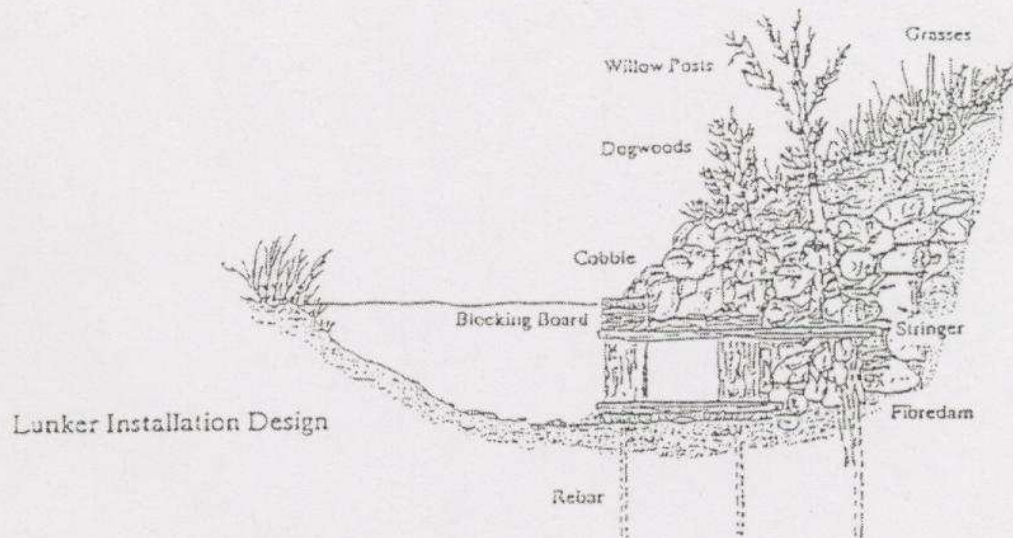 Grasses
Willow Posts
Dogwoods
Cobble
Blocking Board
Stringer
Lunker Installation Design
Fibredam
Rebar